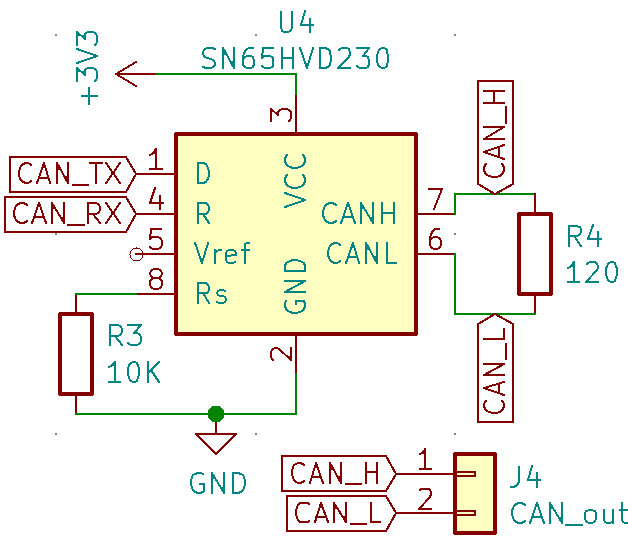 U4
SN65HVD230
+3V3
3
CAN_TX
1
D
VCC
CAN_H
CAN_RX
4
R
CANH
7
5
Vref
CANL
6
R4
120
8
Rs
GND
R3
10K
2
CAN_L
GND
CAN_H
1
J4
CAN_L
2
CAN_out